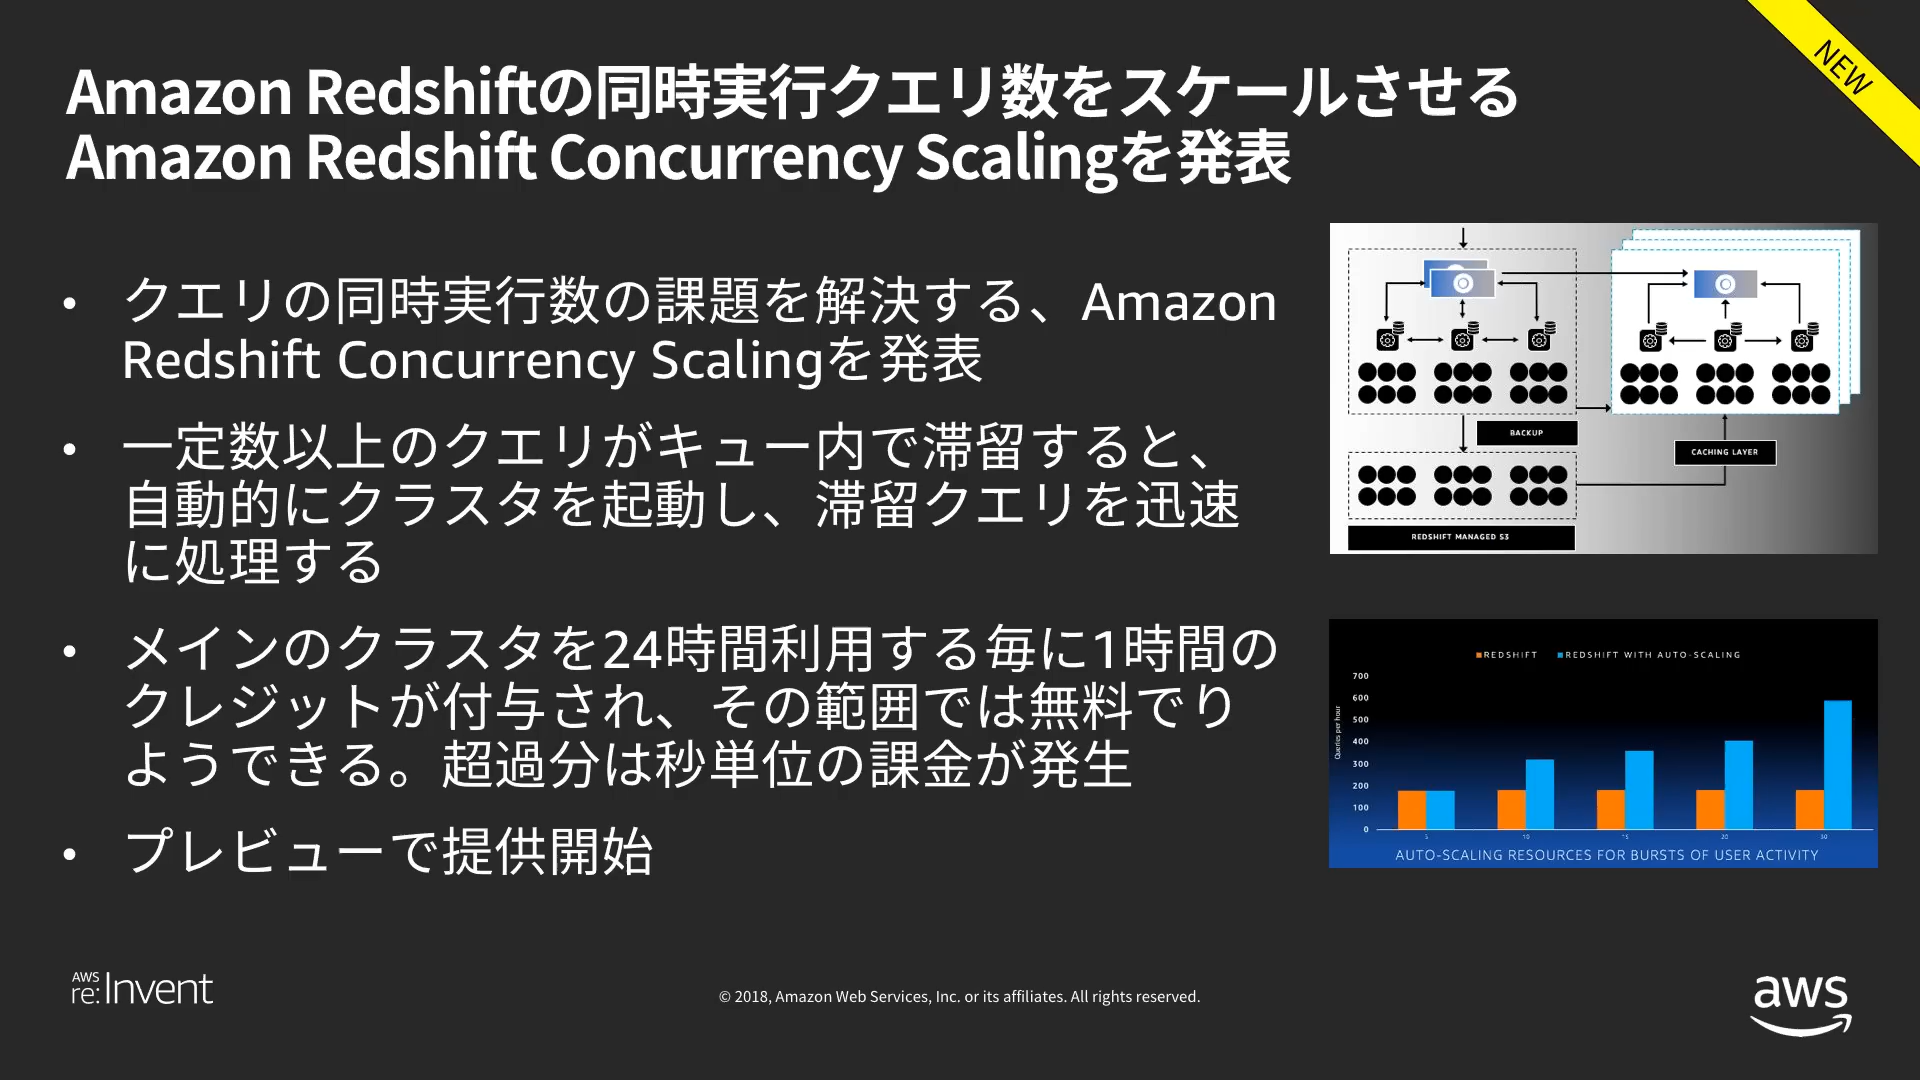 NEW
Amazon Redshiftの同時実行クエリ数をスケールさせる
Amazon Redshift Concurrency Scalingを発表
• クエリの同時実行数の課題を解決する、Amazon
Redshift Concurrency Scalingを発表
• 一定数以上のクエリがキュー内で滞留すると、
自動的にクラスタを起動し、滞留クエリを迅速
に処理する
• メインのクラスタを24時間利用する毎に1時間の
クレジットが付与され、その範囲では無料でり
ようできる。超過分は秒単位の課金が発生
• プレビューで提供開始
BACKUP
CACHING LAYER
REDSHIFT MANAGED S3
REDSHIFT REDSHIFT WITH AUTO-SCALING
Queries per hour
700
600
500
400
300
200
100
0
5 10 15 20 30
AUTO-SCALING RESOURCES FOR BURSTS OF USER ACTIVITY
AWS
re:Invent
© 2018, Amazon Web Services, Inc. or its affiliates. All rights reserved.
aws